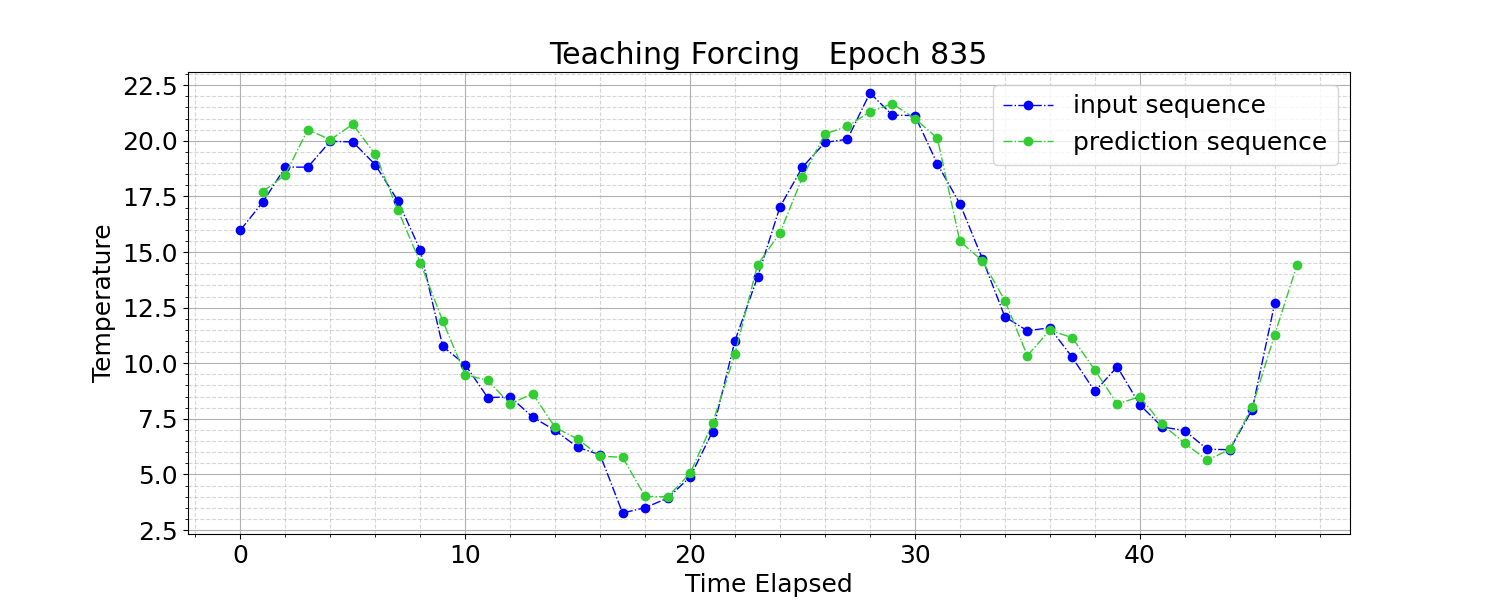 Teaching Forcing   Epoch 835
22.5
20.0
17.5
15.0
12.5
10.0
7.5
5.0
2.5
Temperature
input sequence
prediction sequence
0 10 20 30 40
Time Elapsed